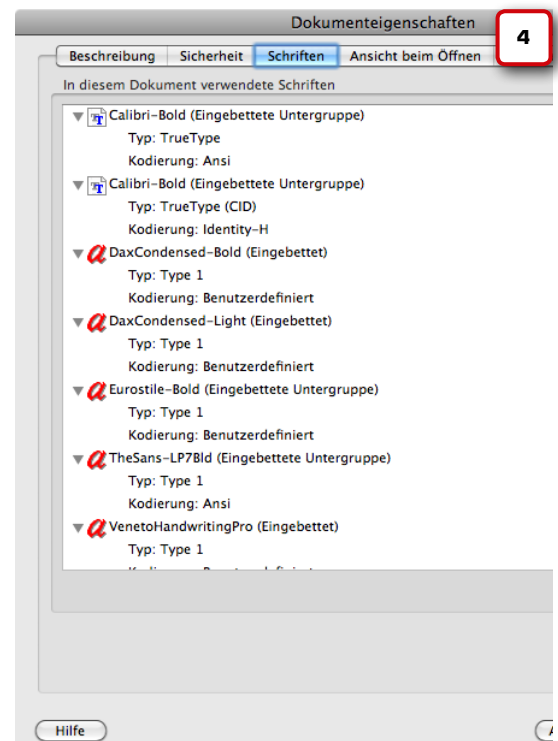 Dokumenteigenschaften
4
Beschreibung Sicherheit Schriften Ansicht beim Öffnen
In diesem Dokument verwendete Schriften
Calibri-Bold (Eingebettete Untergruppe)
Typ: TrueType
Kodierung: Ansi
Calibri-Bold (Eingebettete Untergruppe)
Typ: TrueType (CID)
Kodierung: Identity-H
DaxCondensed-Bold (Eingebettet)
Typ: Type 1
Kodierung: Benutzerdefiniert
DaxCondensed-Light (Eingebettet)
Typ: Type 1
Kodierung: Benutzerdefiniert
Eurostile-Bold (Eingebettete Untergruppe)
Typ: Type 1
Kodierung: Benutzerdefiniert
TheSans-LP7Bld (Eingebettete Untergruppe)
Typ: Type 1
Kodierung: Ansi
VenetoHandwritingPro (Eingebettet)
Typ: Type 1
Hilfe